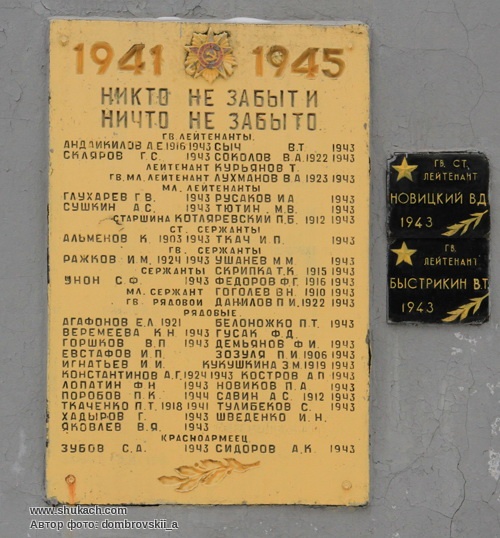 1941 1945
НИКТО НЕ ЗАБЫТ И
НИЧТО НЕ ЗАБЫТО
ГВ. ЛЕЙТЕНАНТЫ
АНДАЙКИЛОВ Д.Е 1916 1943 СЫЧ В.Т 1943
СКЛЯРОВ Г.С. 1943 СОКОЛОВ В.А 1922 1943
ЛЕЙТЕНАНТ КУРЬЯНОВ Т.
ГВ. МЛ. ЛЕЙТЕНАНТ ЛУХМАНОВ В.А 1923 1943
МЛ. ЛЕЙТЕНАНТЫ
ГЛУХАРЕВ Г.В. 1943 РУСАКОВ И.А. 1943
СУШКИН А.С. 1943 ТЮТИН М.В. 1943
СТАРШИНА КОТЛЯРЕВСКИЙ П.Б. 1912 1943
СТ. СЕРЖАНТЫ
АЛЬМЕНОВ К. 1903 1943 ТКАЧ И.П. 1943
ГВ. СЕРЖАНТЫ
РАЖКОВ И.М. 1924 1943 УШАНЕВ М.М 1943
СЕРЖАНТЫ СКРИПКА Т.К. 1915 1943
УНОН С.Ф. 1943 ФЕДОРОВ Ф.Г. 1916 1943
МЛ. СЕРЖАНТ ГОГОЛЕВ В.Н. 1910 1943
ГВ. РЯДОВОЙ ДАНИЛОВ П.И. 1922 1943
РЯДОВЫЕ
АГАФОНОВ Е.Л 1921 БЕЛОНОЖКО П.Т. 1943
ВЕРЕМЕЕВА К.Н. 1943 ГУСАК Ф.Д.
ГОРШКОВ В.П 1943 ДЕМЬЯНОВ Ф.И. 1943
ЕВСТАФОВ И.П. ЗОЗУЛЯ П.И 1906 1943
ИГНАТЬЕВ И.И. КУКУШКИНА З.М. 1919 1943
КОНСТАНТИНОВ А.Г. 1924 1943 КОСТРОВ А.П 1943
ЛОПАТИН Ф.Н 1943 НОВИКОВ П.А 1943
ПОРОБОВ П.К. 1944 САВИН А.С. 1912 1943
ТКАЧЕНКО П.Т. 1918 1941 ТУЛИБЕКОВ С. 1943
ХАДЫРОВ Г. 1943 ШВЕДЕНКО И.Н.
ЯКОВЛЕВ В.Я. 1943
КРАСНОАРМЕЕЦ
ЗУБОВ С.А. 1943 СИДОРОВ А.К. 1943
ГВ. СТ.
ЛЕЙТЕНАНТ
НОВИЦКИЙ В.Д.
1943
ГВ.
ЛЕЙТЕНАНТ
БЫСТРИКИН В.Т.
1943
www.shukach.com
Автор фото: dombrovskii_a